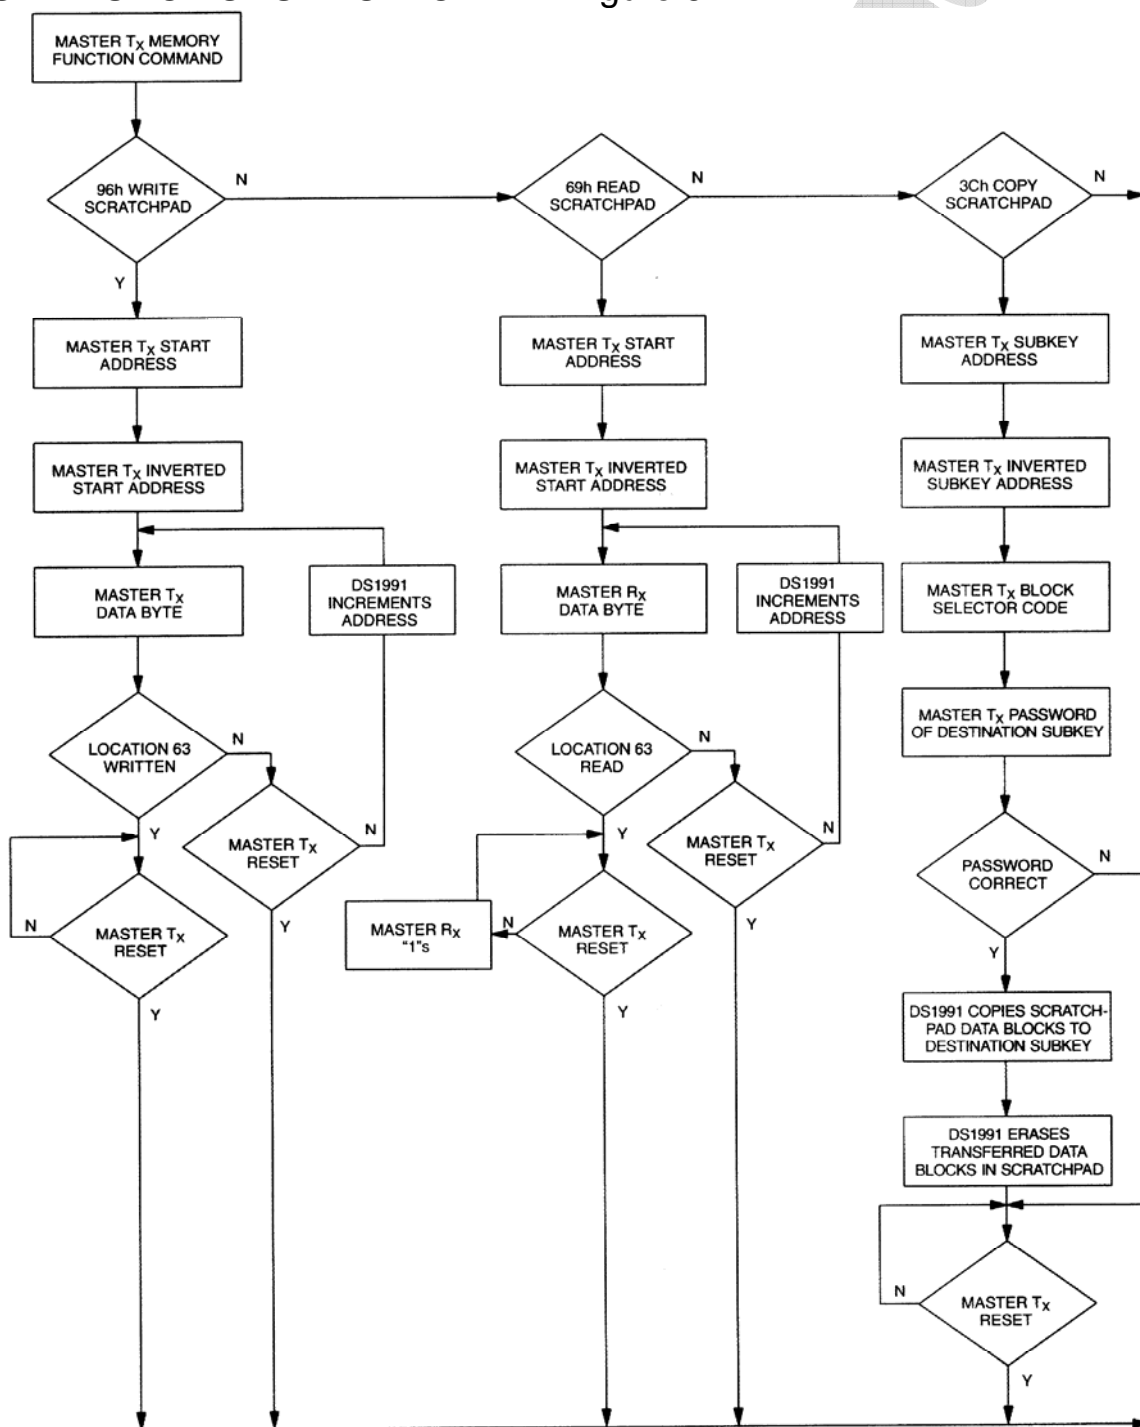 MASTER TX MEMORY
FUNCTION COMMAND
96h WRITE
SCRATCHPAD
N
Y
69h READ
SCRATCHPAD
N
3Ch COPY
SCRATCHPAD
N
MASTER TX START
ADDRESS
MASTER TX INVERTED
START ADDRESS
MASTER TX
DATA BYTE
DS1991
INCREMENTS
ADDRESS
LOCATION 63
WRITTEN
N
Y
MASTER TX
RESET
N
Y
MASTER TX
RESET
N
Y
MASTER TX START
ADDRESS
MASTER TX INVERTED
START ADDRESS
MASTER RX
DATA BYTE
DS1991
INCREMENTS
ADDRESS
LOCATION 63
READ
N
Y
MASTER TX
RESET
N
Y
MASTER RX
"1"s
N
MASTER TX
RESET
Y
MASTER TX SUBKEY
ADDRESS
MASTER TX INVERTED
SUBKEY ADDRESS
MASTER TX BLOCK
SELECTOR CODE
MASTER TX PASSWORD
OF DESTINATION SUBKEY
PASSWORD
CORRECT
N
Y
DS1991 COPIES SCRATCH-
PAD DATA BLOCKS TO
DESTINATION SUBKEY
DS1991 ERASES
TRANSFERRED DATA
BLOCKS IN SCRATCHPAD
N
MASTER TX
RESET
Y